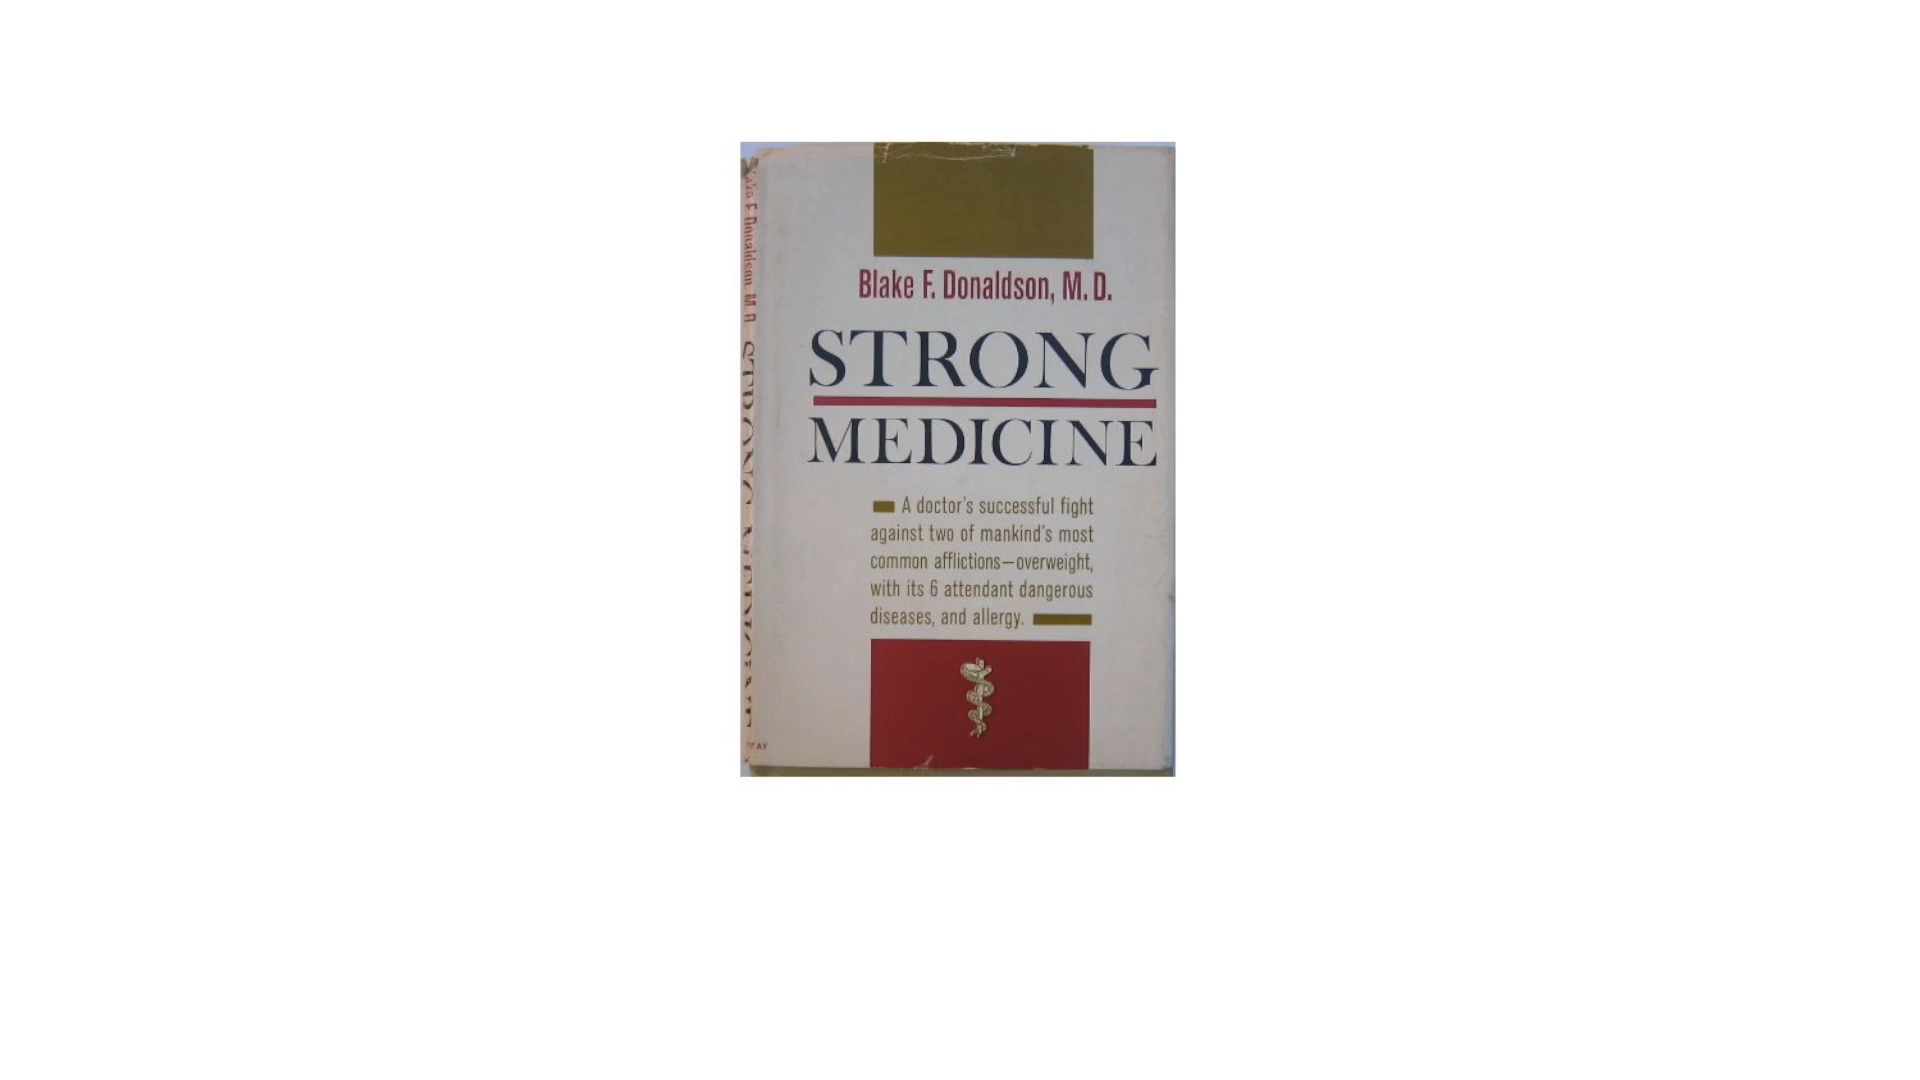 Blake F. Donaldson, M.D.
STRONG
MEDICINE
A doctor's successful fight
against two of mankind's most
common afflictions—overweight,
with its 6 attendant dangerous
diseases, and allergy.
F. Donaldson M.D. STRONG MEDICINE